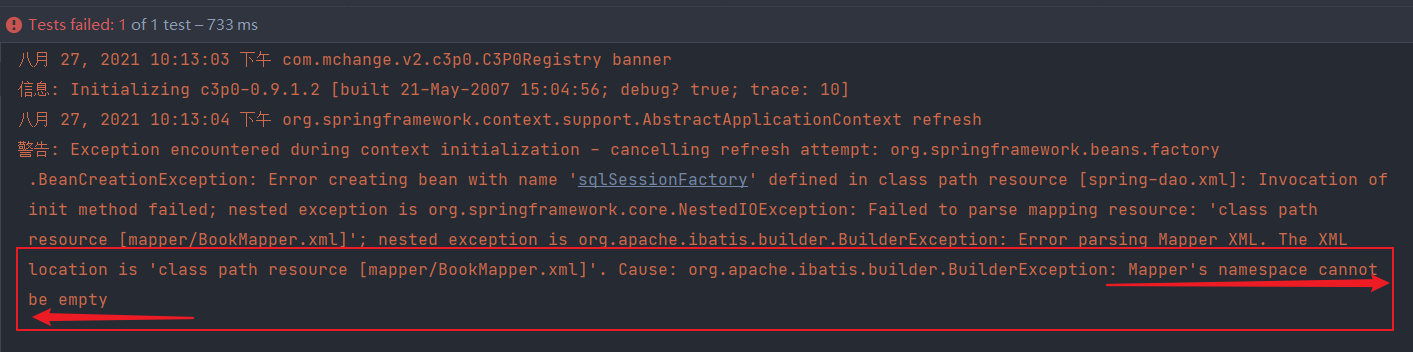 Tests failed: 1 of 1 test – 733 ms
八月 27, 2021 10:13:03 下午 com.mchange.v2.c3p0.C3P0Registry banner
信息: Initializing c3p0-0.9.1.2 [built 21-May-2007 15:04:56; debug? true; trace: 10]
八月 27, 2021 10:13:04 下午 org.springframework.context.support.AbstractApplicationContext refresh
警告: Exception encountered during context initialization - cancelling refresh attempt: org.springframework.beans.factory
.BeanCreationException: Error creating bean with name 'sqlSessionFactory' defined in class path resource [spring-dao.xml]: Invocation of
init method failed; nested exception is org.springframework.core.NestedIOException: Failed to parse mapping resource: 'class path
resource [mapper/BookMapper.xml]'; nested exception is org.apache.ibatis.builder.BuilderException: Error parsing Mapper XML. The XML
location is 'class path resource [mapper/BookMapper.xml]'. Cause: org.apache.ibatis.builder.BuilderException: Mapper's namespace cannot
be empty